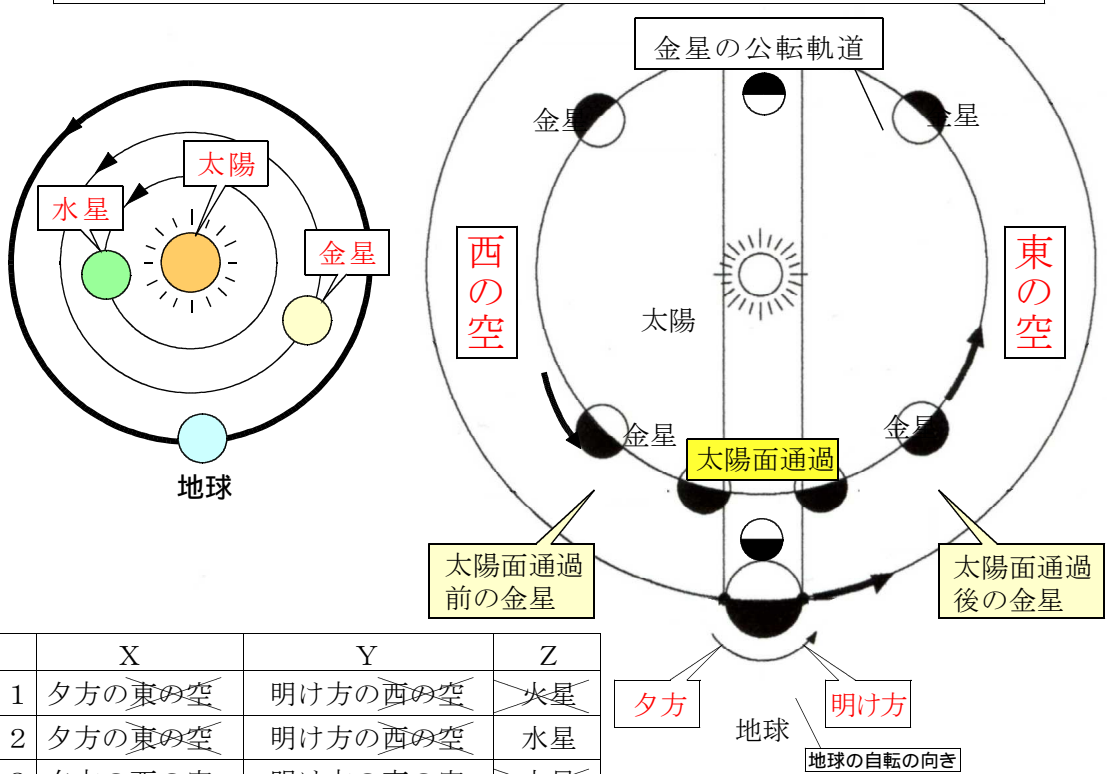 太陽
水星
金星
地球
金星の公転軌道
金星
金星
西の空
東の空
太陽
金星
金星
太陽面通過
太陽面通過
前の金星
太陽面通過
後の金星
夕方
明け方
地球
地球の自転の向き
X Y Z
1 夕方の東の空 明け方の西の空 火星
2 夕方の東の空 明け方の西の空 水星